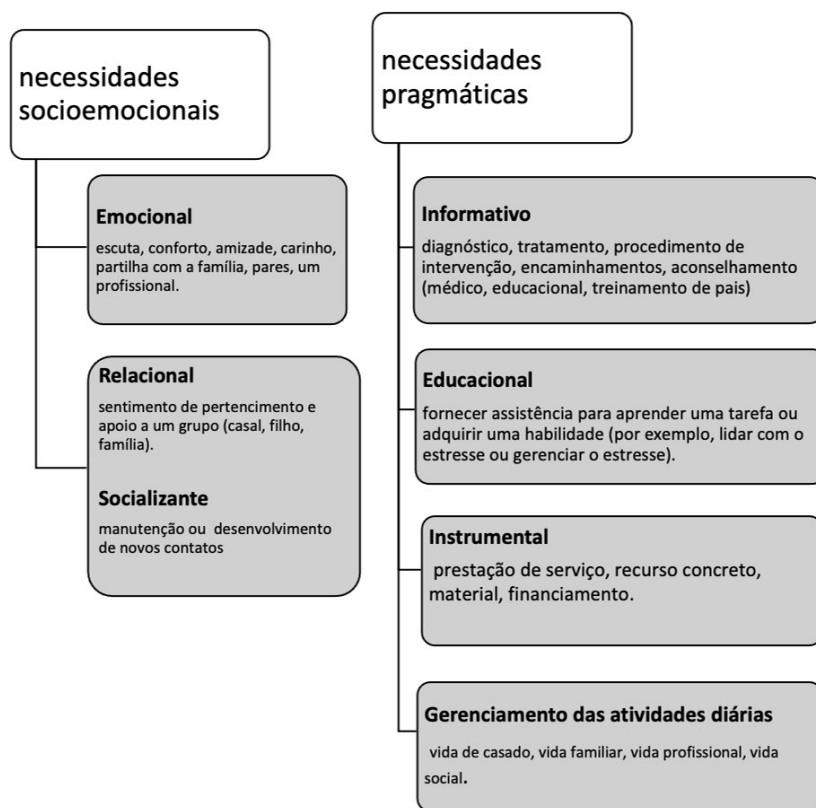 necessidades
socioemocionais
Emocional
escuta, conforto, amizade, carinho,
partilha com a família, pares, um
profissional.
Relacional
sentimento de pertencimento e
apoio a um grupo (casal, filho,
família).
Socializante
manutenção ou desenvolvimento
de novos contatos
necessidades
pragmáticas
Informativo
diagnóstico, tratamento, procedimento de
intervenção, encaminhamentos, aconselhamento
(médico, educacional, treinamento de pais)
Educacional
fornecer assistência para aprender uma tarefa ou
adquirir uma habilidade (por exemplo, lidar com o
estresse ou gerenciar o estresse).
Instrumental
prestação de serviço, recurso concreto,
material, financiamento.
Gerenciamento das atividades diárias
vida de casado, vida familiar, vida profissional, vida
social.